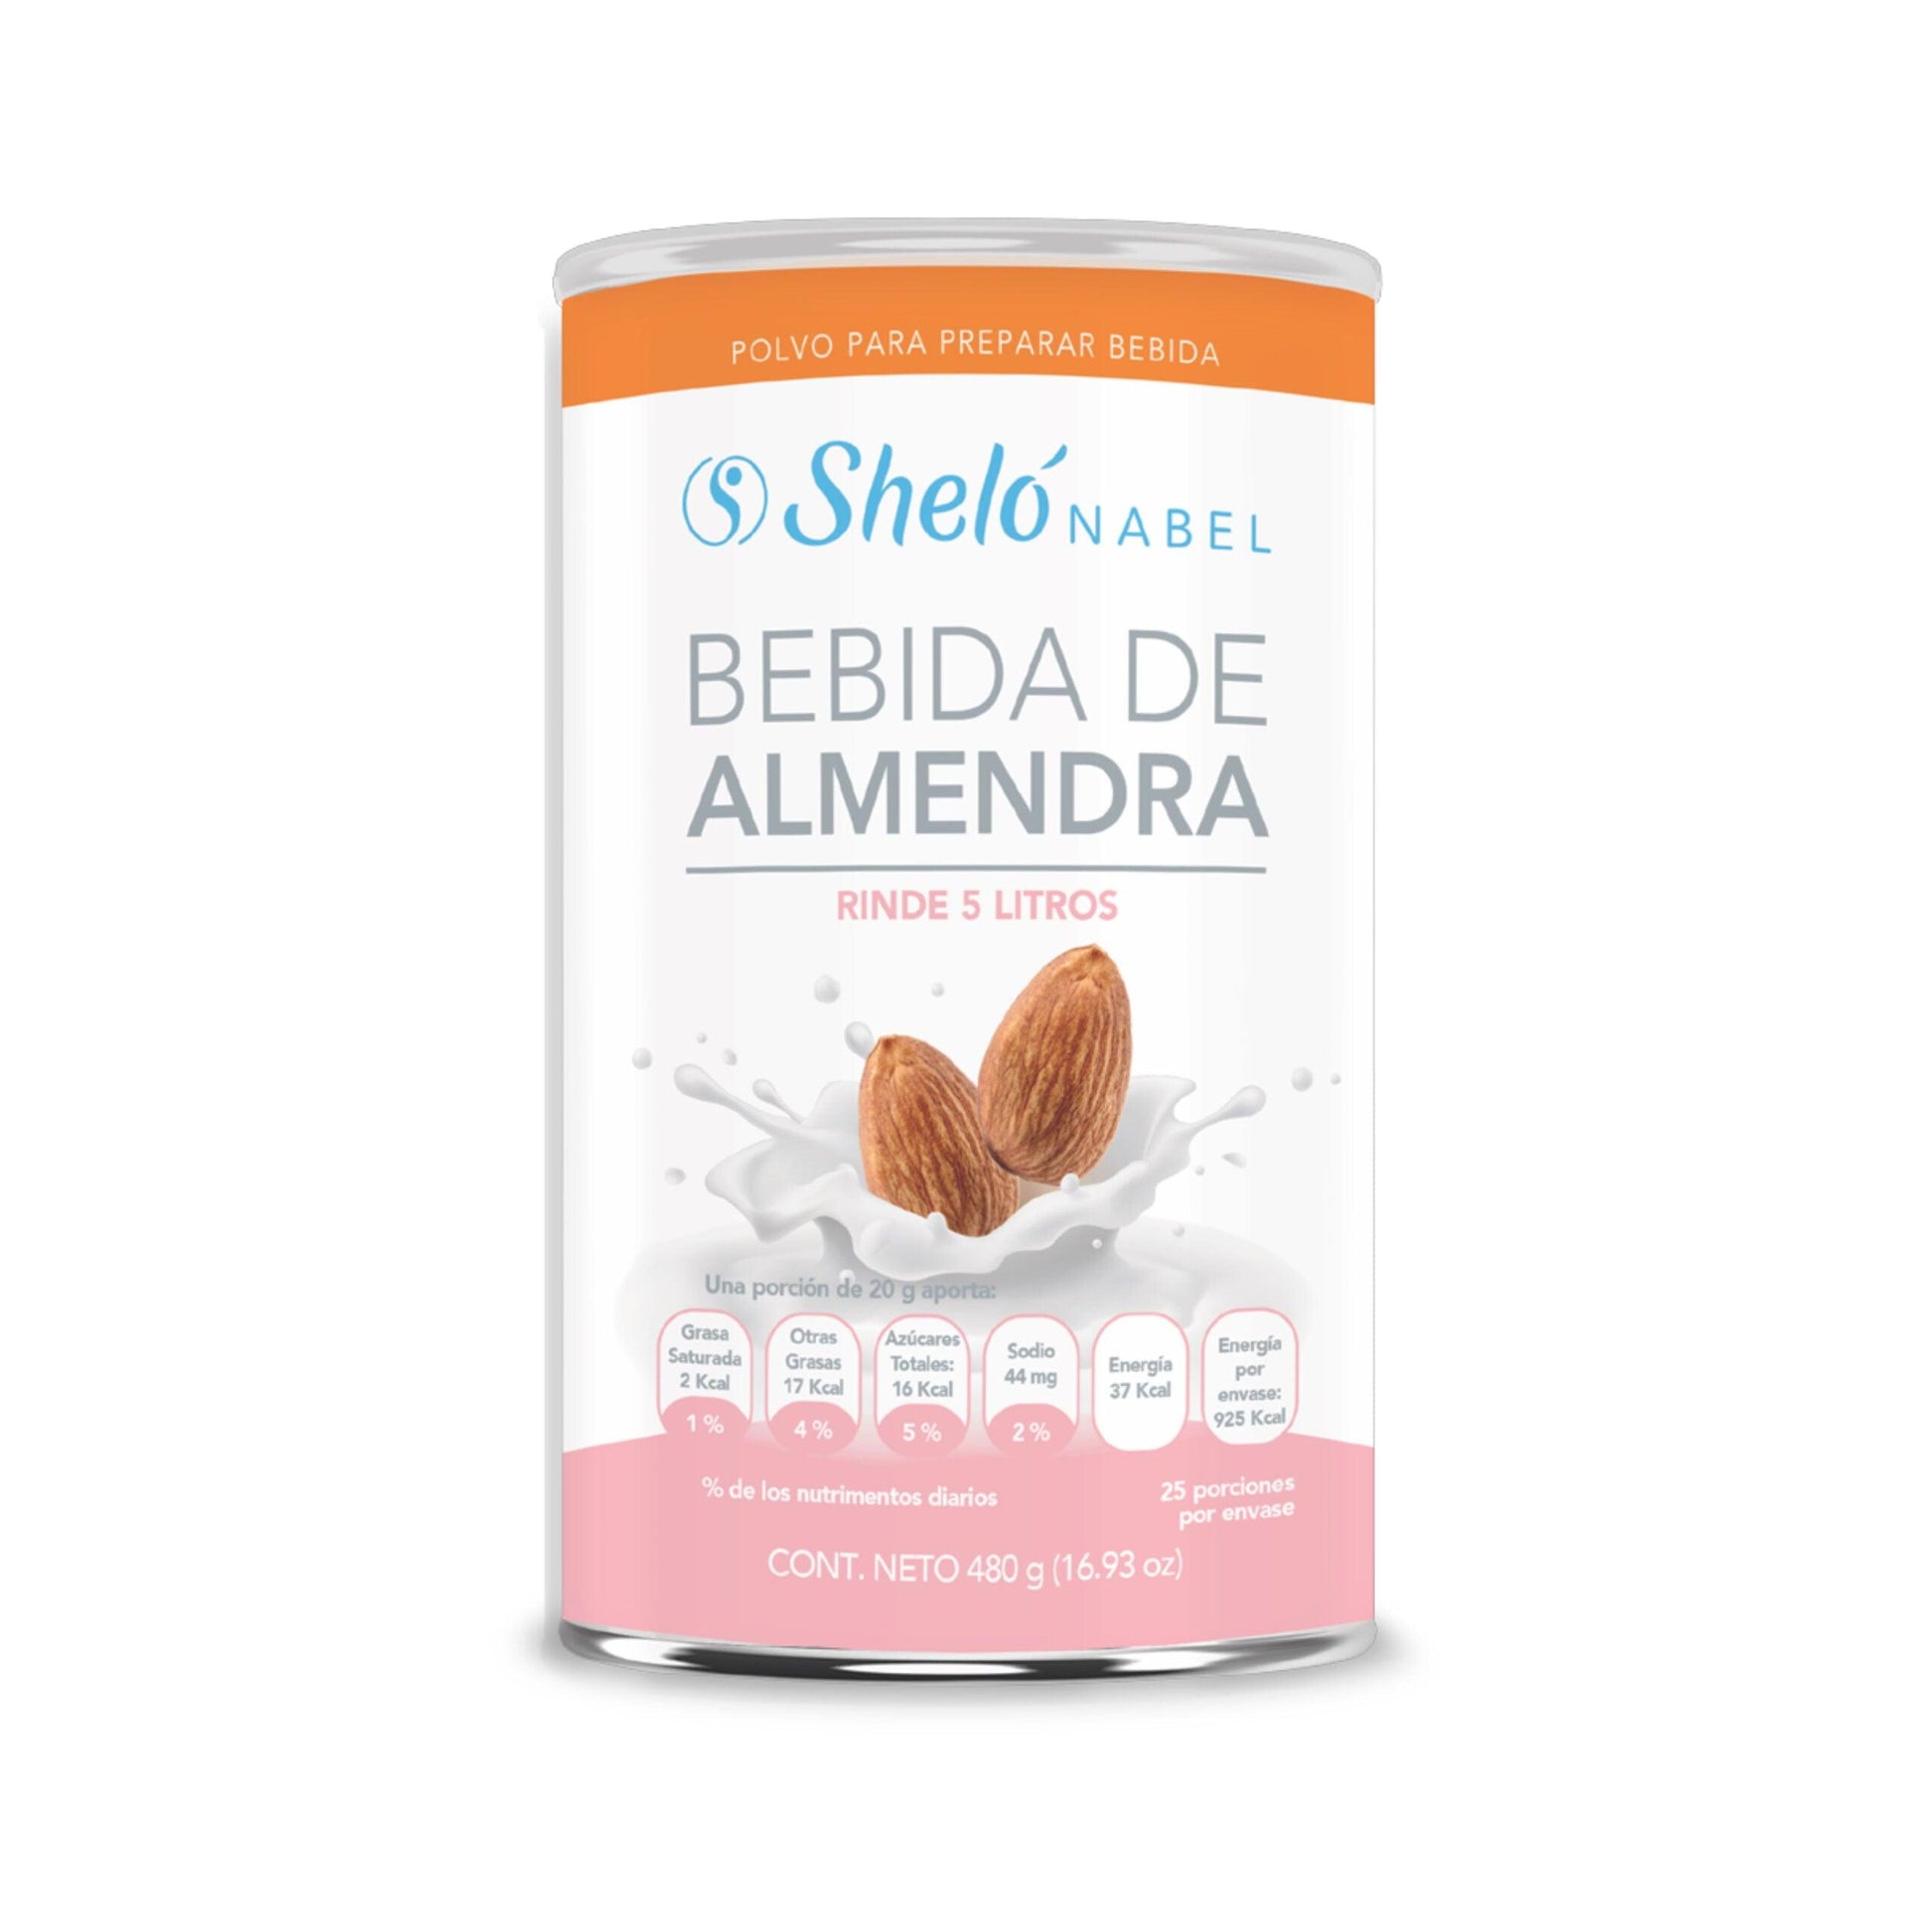 POLVO PARA PREPARAR BEBIDA
Sheló NABEL
BEBIDA DE
ALMENDRA
RINDE 5 LITROS
Una porción de 20 g aporta:
Grasa
Saturada
2 Kcal
1 %
Otras
Grasas
17 Kcal
4 %
Azúcares
Totales:
16 Kcal
5 %
Sodio
44 mg
2 %
Energía
37 Kcal
Energía
por
envase:
925 Kcal
% de los nutrimentos diarios
25 porciones
por envase
CONT. NETO 480 g (16.93 oz)